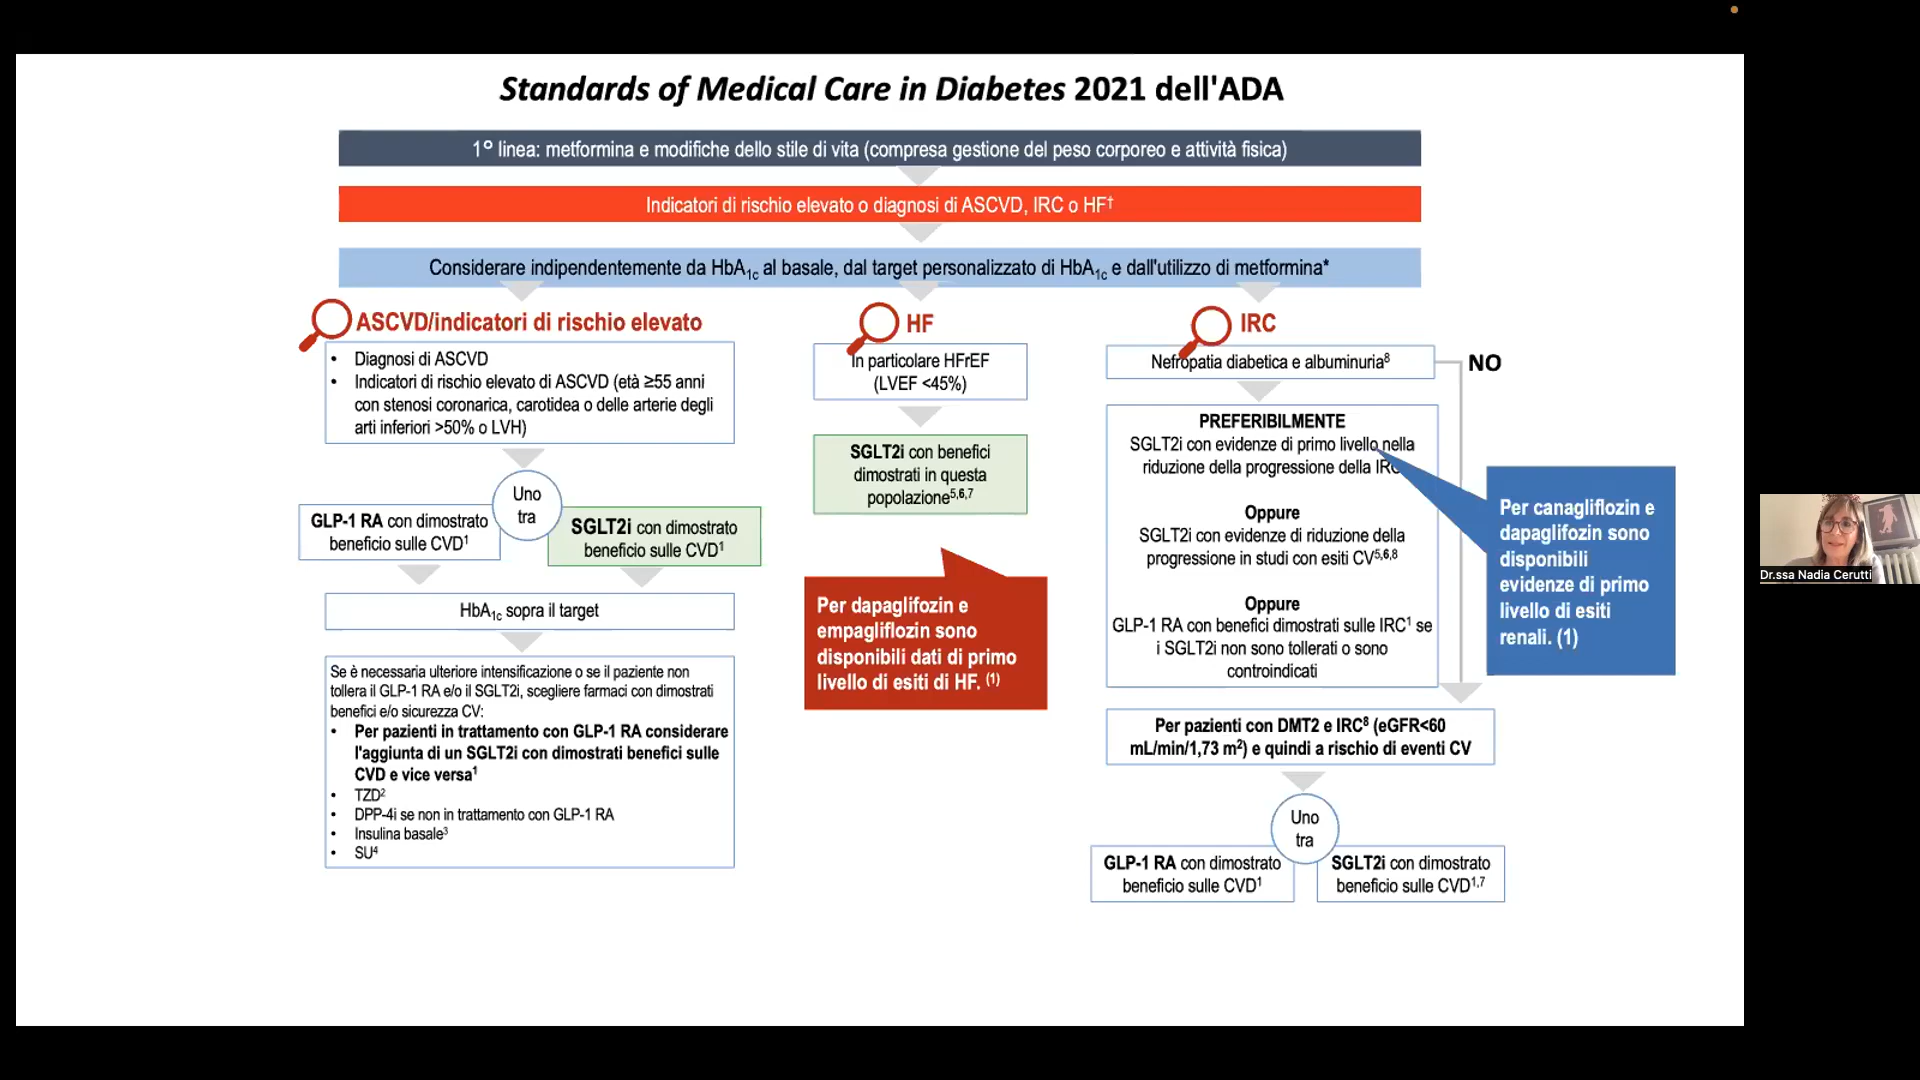 Standards of Medical Care in Diabetes 2021 dell'ADA
1° linea: metformina e modifiche dello stile di vita (compresa gestione del peso corporeo e attività fisica)
Indicatori di rischio elevato o diagnosi di ASCVD, IRC o HF†
Considerare indipendentemente da HbA1c al basale, dal target personalizzato di HbA1c e dall'utilizzo di metformina*
ASCVD/indicatori di rischio elevato
• Diagnosi di ASCVD
• Indicatori di rischio elevato di ASCVD (età ≥55 anni
con stenosi coronarica, carotidea o delle arterie degli
arti inferiori >50% o LVH)
Uno
tra
GLP-1 RA con dimostrato
beneficio sulle CVD1
SGLT2i con dimostrato
beneficio sulle CVD1
HbA1c sopra il target
Se è necessaria ulteriore intensificazione o se il paziente non
tollera il GLP-1 RA e/o il SGLT2i, scegliere farmaci con dimostrati
benefici e/o sicurezza CV:
• Per pazienti in trattamento con GLP-1 RA considerare
l'aggiunta di un SGLT2i con dimostrati benefici sulle
CVD e vice versa1
• TZD2
• DPP-4i se non in trattamento con GLP-1 RA
• Insulina basale3
• SU4
HF
In particolare HFrEF
(LVEF <45%)
SGLT2i con benefici
dimostrati in questa
popolazione5,6,7
Per dapaglifozin e
empagliflozin sono
disponibili dati di primo
livello di esiti di HF. (1)
IRC
Nefropatia diabetica e albuminuria8
NO
PREFERIBILMENTE
SGLT2i con evidenze di primo livello nella
riduzione della progressione della IRC
Oppure
SGLT2i con evidenze di riduzione della
progressione in studi con esiti CV5,6,8
Oppure
GLP-1 RA con benefici dimostrati sulle IRC1 se
i SGLT2i non sono tollerati o sono
controindicati
Per canagliflozin e
dapaglifozin sono
disponibili
evidenze di primo
livello di esiti
renali. (1)
Per pazienti con DMT2 e IRC8 (eGFR<60
mL/min/1,73 m2) e quindi a rischio di eventi CV
Uno
tra
GLP-1 RA con dimostrato
beneficio sulle CVD1
SGLT2i con dimostrato
beneficio sulle CVD1,7
Dr.ssa Nadia Cerutti